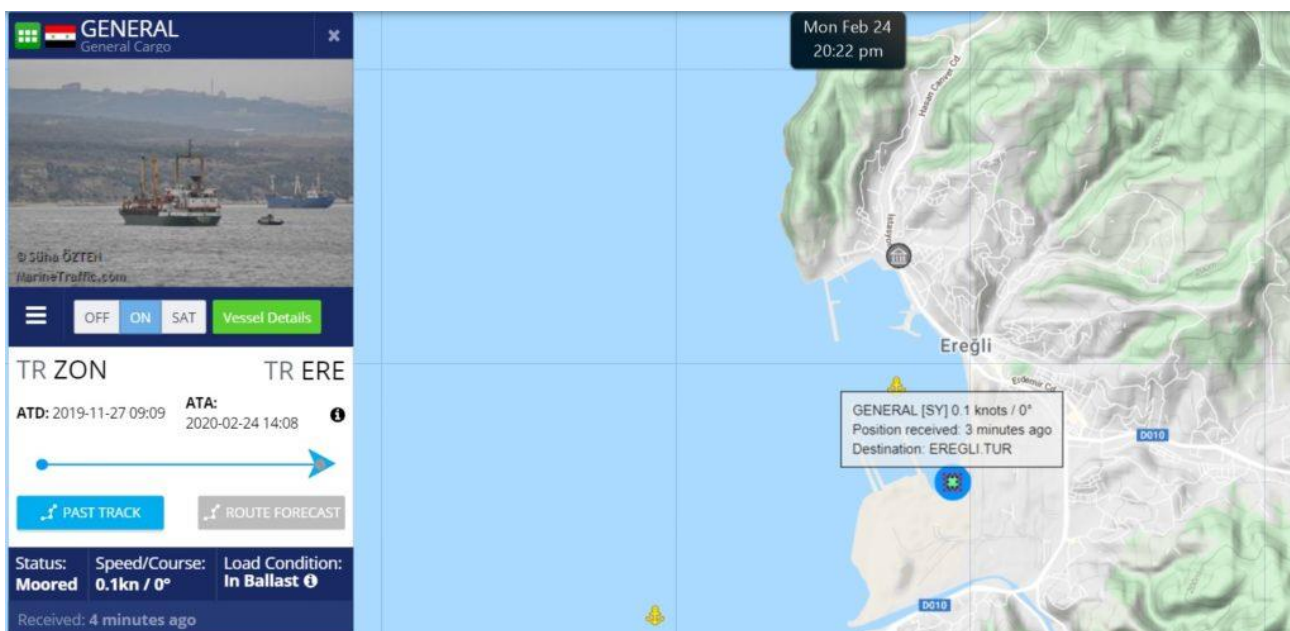 GENERAL
General Cargo
© Süha ÖZTEN
MarineTraffic.com
OFF ON SAT Vessel Details
TR ZON TR ERE
ATD: 2019-11-27 09:09
ATA:
2020-02-24 14:08
PAST TRACK
ROUTE FORECAST
Status:
Moored
Speed/Course:
0.1kn / 0°
Load Condition:
In Ballast
Received: 4 minutes ago
Mon Feb 24
20:22 pm
Hasan Canver Cd.
Ereğli
Erdemir Cd
GENERAL [SY] 0.1 knots / 0°
Position received: 3 minutes ago
Destination: EREGLI.TUR
D010
D010